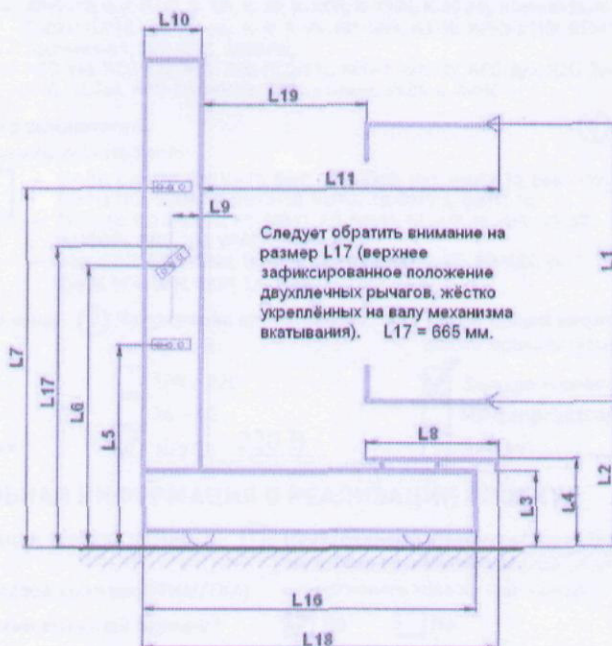 L10
L19
L11
L9
Следует обратить внимание на
размер L17 (верхнее
зафиксированное положение
двухплечных рычагов, жёстко
укреплённых на валу механизма
вкатывания). L17 = 665 мм.
L1
L7
L17
L6
L5
L8
L2
L4
L3
L16
L18